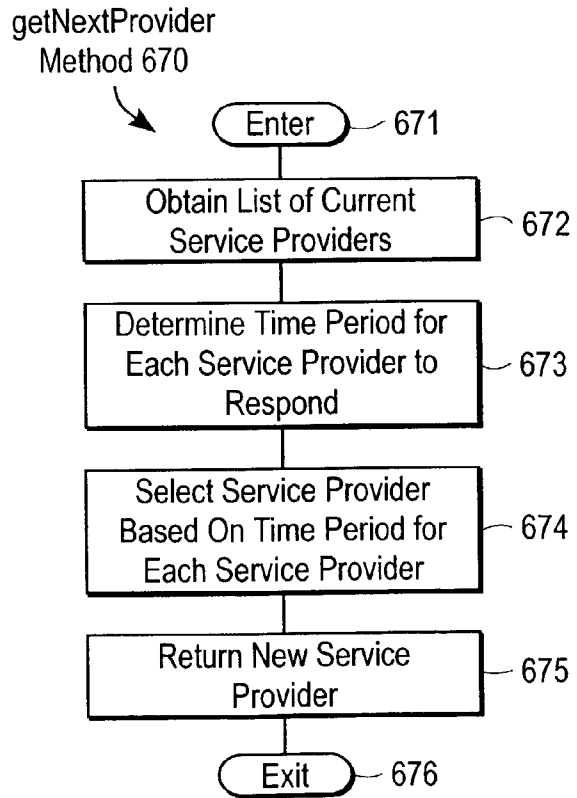 getNextProvider
Method 670
Enter
671
Obtain List of Current
Service Providers
672
Determine Time Period for
Each Service Provider to
Respond
673
Select Service Provider
Based On Time Period for
Each Service Provider
674
Return New Service
Provider
675
Exit
676